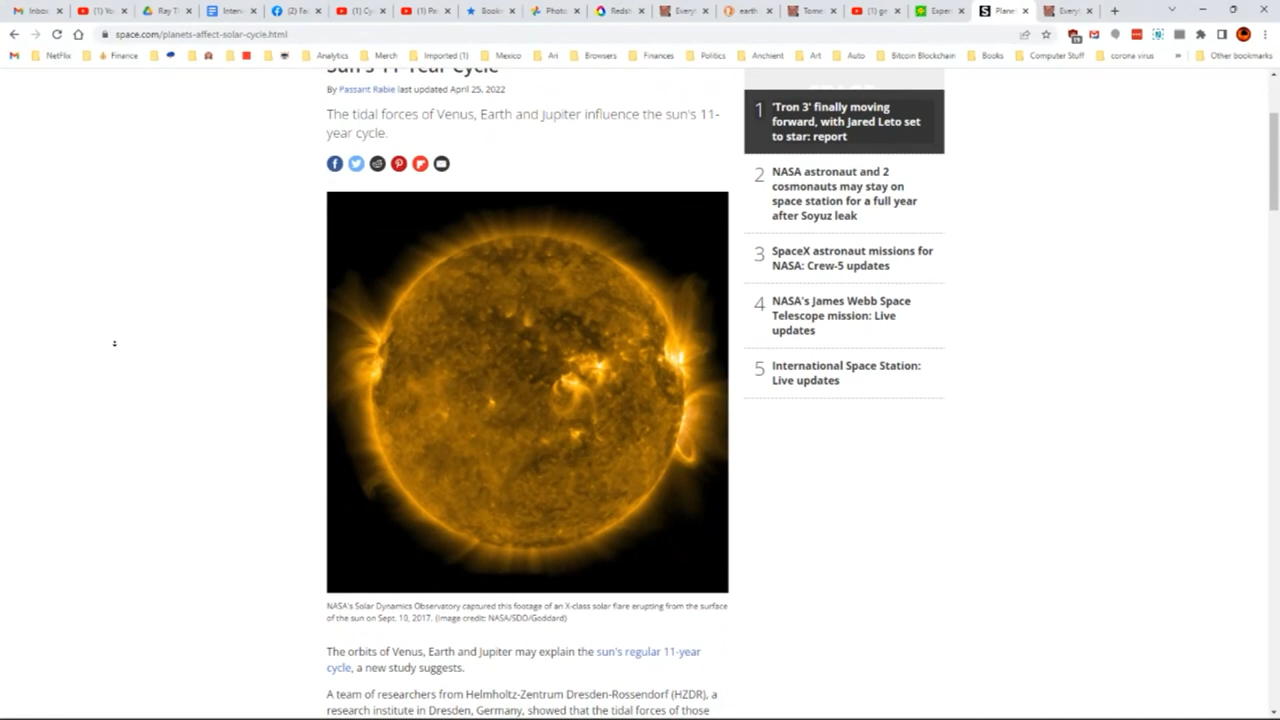 Inbox
(1) Yo
Ray T
Inter
(2) Fa
(1) Cy
(1) Pa
Book
Photo
Redsh
Every
earth
Tome
(1) gr
Exper
Plane
Every
space.com/planets-affect-solar-cycle.html
NetFlix
Finance
Analytics
Merch
Imported (1)
Mexico
Ari
Browsers
Finances
Politics
Anchient
Art
Auto
Bitcoin Blockchain
Books
Computer Stuff
corona virus
Other bookmarks
Sun's 11-Year Cycle
By Passant Rabie last updated April 25, 2022
The tidal forces of Venus, Earth and Jupiter influence the sun's 11-
year cycle.
NASA's Solar Dynamics Observatory captured this footage of an X-class solar flare erupting from the surface
of the sun on Sept. 10, 2017. (Image credit: NASA/SDO/Goddard)
The orbits of Venus, Earth and Jupiter may explain the sun's regular 11-year
cycle, a new study suggests.
A team of researchers from Helmholtz-Zentrum Dresden-Rossendorf (HZDR), a
research institute in Dresden, Germany, showed that the tidal forces of those
1 'Tron 3' finally moving
forward, with Jared Leto set
to star: report
2 NASA astronaut and 2
cosmonauts may stay on
space station for a full year
after Soyuz leak
3 SpaceX astronaut missions for
NASA: Crew-5 updates
4 NASA's James Webb Space
Telescope mission: Live
updates
5 International Space Station:
Live updates